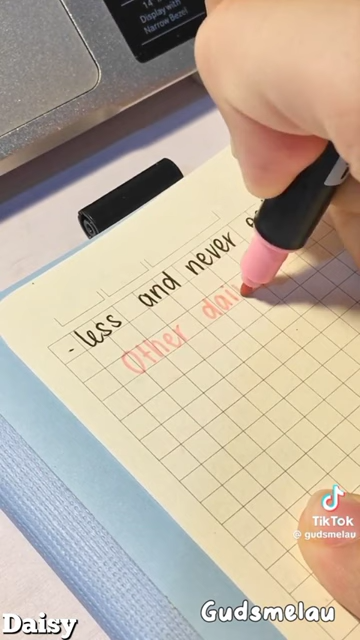 14"
Display with
Narrow Bezel
- less and never
Other dai
TikTok
@gudsmelau
Gudsmelau
Daisy